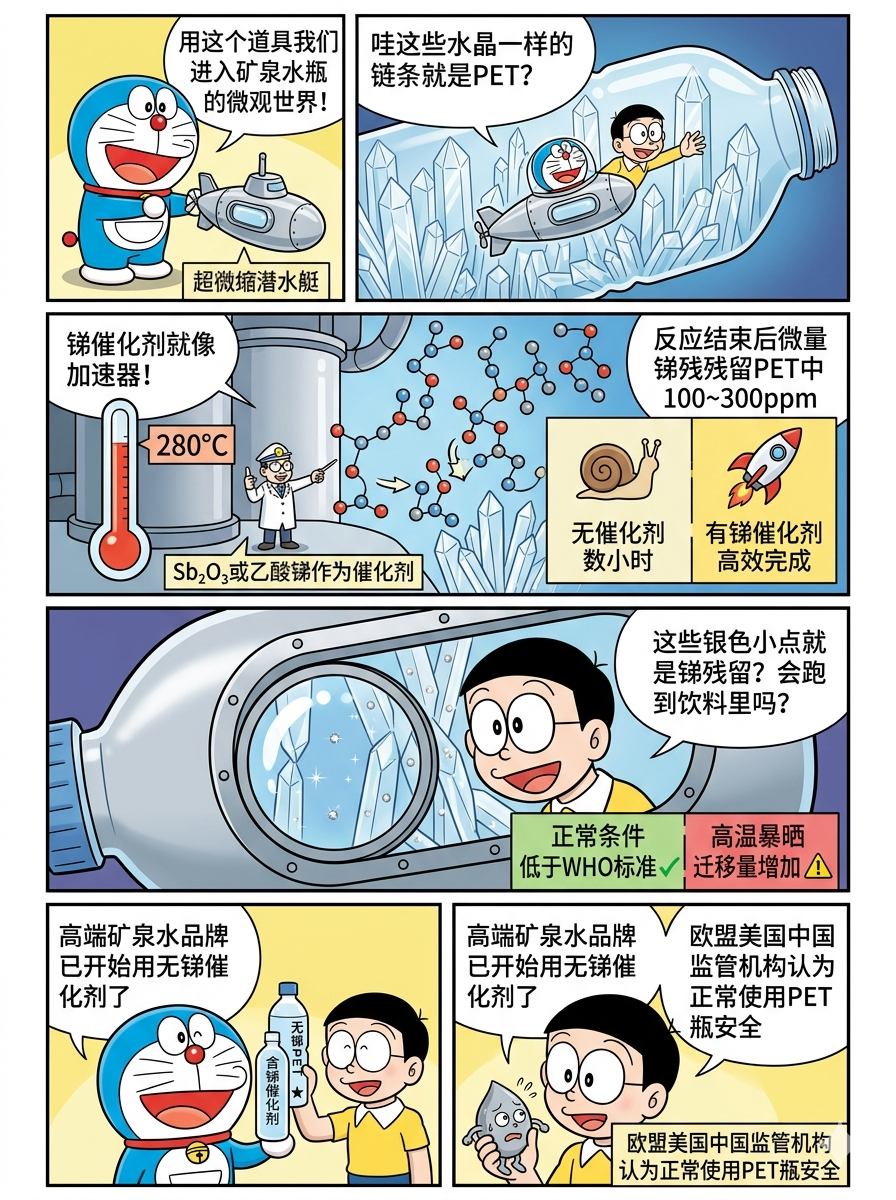 用这个道具我们
进入矿泉水瓶
的微观世界！
超微缩潜水艇
哇这些水晶一样的
链条就是PET？
锑催化剂就像
加速器！
280℃
Sb₂O₃或乙酸锑作为催化剂
反应结束后微量
锑残残留PET中
100~300ppm
无催化剂
数小时
有锑催化剂
高效完成
这些银色小点就
是锑残留？会跑
到饮料里吗？
正常条件
低于WHO标准
高温暴晒
迁移量增加
高端矿泉水品牌
已开始用无锑催
化剂了
含锑催化剂
高端矿泉水品牌
已开始用无锑催
化剂了
欧盟美国中国
监管机构认为
正常使用PET
瓶安全
欧盟美国中国监管机构
认为正常使用PET瓶安全